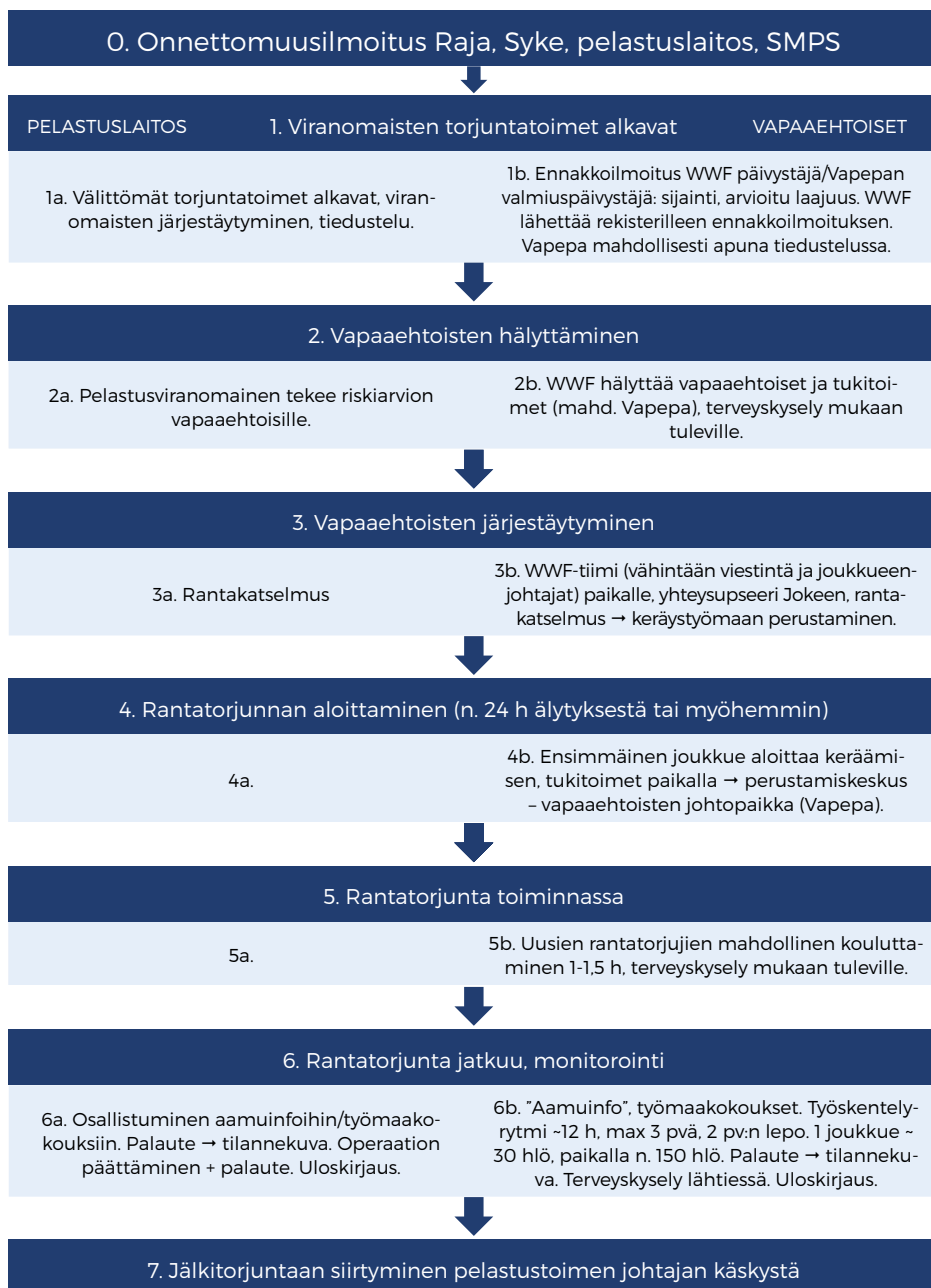 0. Onnettomuusilmoitus Raja, Syke, pelastuslaitos, SMPS
PELASTUSLAITOS
1. Viranomaisten torjuntatoimet alkavat
VAPAAEHTOISET
1a. Välittömät torjuntatoimet alkavat, viran-
omaisten järjestäytyminen, tiedustelu.
1b. Ennakkoilmoitus WWF päivystäjä/Vapepan
valmiuspäivystäjä: sijainti, arvioitu laajuus. WWF
lähettää rekisterilleen ennakkoilmoituksen.
Vapepa mahdollisesti apuna tiedustelussa.
2. Vapaaehtoisten hälyttäminen
2a. Pelastusviranomainen tekee riskiarvion
vapaaehtoisille.
2b. WWF hälyttää vapaaehtoiset ja tukitoi-
met (mahd. Vapepa), terveyskysely mukaan
tuleville.
3. Vapaaehtoisten järjestäytyminen
3a. Rantakatselmus
3b. WWF-tiimi (vähintään viestintä ja joukkueen-
johtajat) paikalle, yhteysupseeri Jokeen, ranta-
katselmus → keräystyömaan perustaminen.
4. Rantatorjunnan aloittaminen (n. 24 h älytyksestä tai myöhemmin)
4a.
4b. Ensimmäinen joukkue aloittaa keräämi-
sen, tukitoimet paikalla → perustamiskeskus
– vapaaehtoisten johtopaikka (Vapepa).
5. Rantatorjunta toiminnassa
5a.
5b. Uusien rantatorjujien mahdollinen koulutta-
minen 1-1,5 h, terveyskysely mukaan tuleville.
6. Rantatorjunta jatkuu, monitorointi
6a. Osallistuminen aamuinfoihin/työmaako-
kouksiin. Palaute → tilannekuva. Operaation
päättäminen + palaute. Uloskirjaus.
6b. ”Aamuinfo”, työmaakokoukset. Työskentely-
rytmi ~12 h, max 3 pvä, 2 pv:n lepo. 1 joukkue ~
30 hlö, paikalla n. 150 hlö. Palaute → tilanneku-
va. Terveyskysely lähtiessä. Uloskirjaus.
7. Jälkitorjuntaan siirtyminen pelastustoimen johtajan käskystä